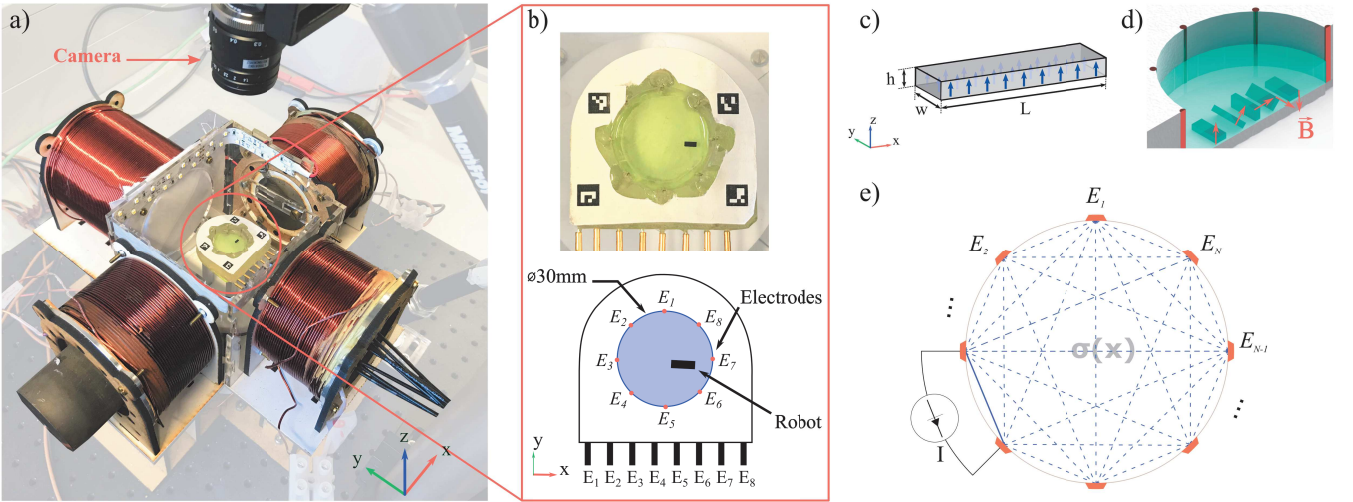 a)
Camera
z
y
x
b)
ø30mm
Electrodes
E1
E2
E8
E3
E7
E4
E6
E5
Robot
y
x
E1 E2 E3 E4 E5 E6 E7 E8
c)
h
w
L
z
y
x
d)
B
e)
E1
E2
EN
...
EN-1
σ(x)
...
I